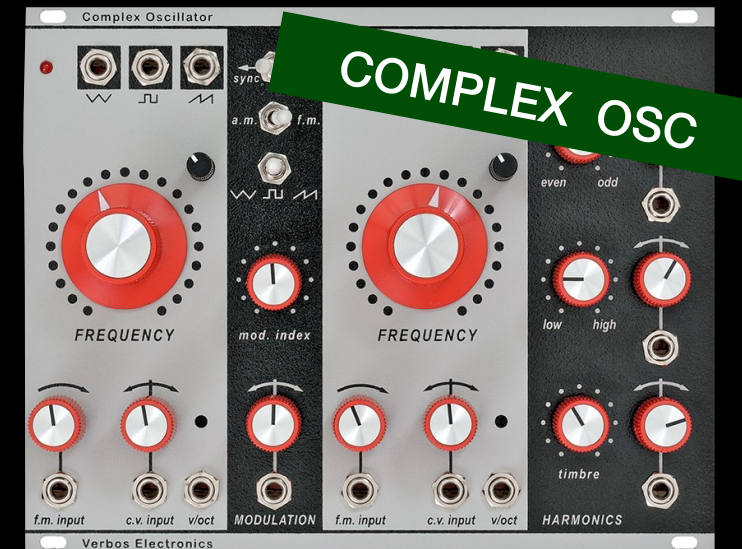 Complex Oscillator
COMPLEX OSC
sync
a.m. f.m.
even odd
FREQUENCY
mod. index
FREQUENCY
low high
timbre
f.m. input
c.v. input
v/oct
MODULATION
f.m. input
c.v. input
v/oct
HARMONICS
Verbos Electronics